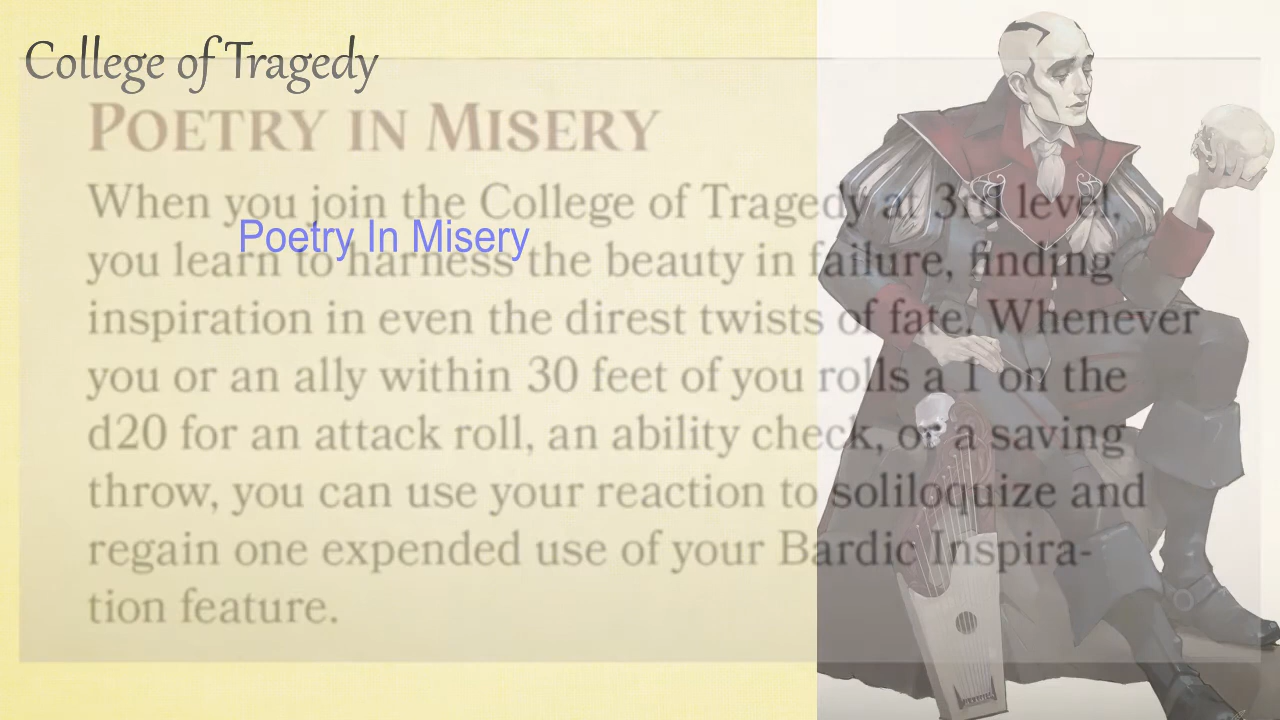 College of Tragedy
POETRY IN MISERY
When you join the College of Tragedy at 3rd level,
Poetry In Misery
you learn to harness the beauty in failure, finding
inspiration in even the direst twists of fate. Whenever
you or an ally within 30 feet of you rolls a 1 on the
d20 for an attack roll, an ability check, or a saving
throw, you can use your reaction to soliloquize and
regain one expended use of your Bardic Inspira-
tion feature.